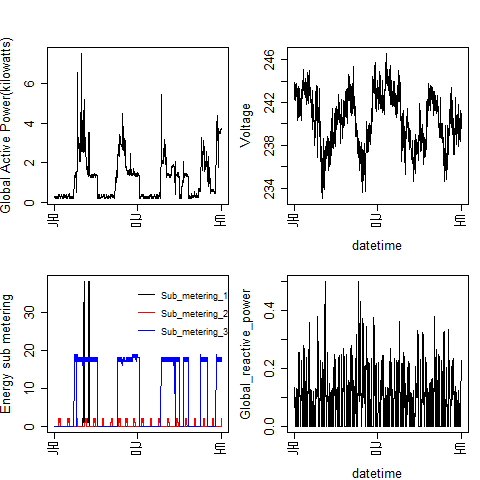 Global Active Power(kilowatts)
0 2 4 6
Voltage
234 238 242 246
datetime
Energy sub metering
0 10 20 30
Sub_metering_1
Sub_metering_2
Sub_metering_3
Global_reactive_power
0.0 0.2 0.4
datetime